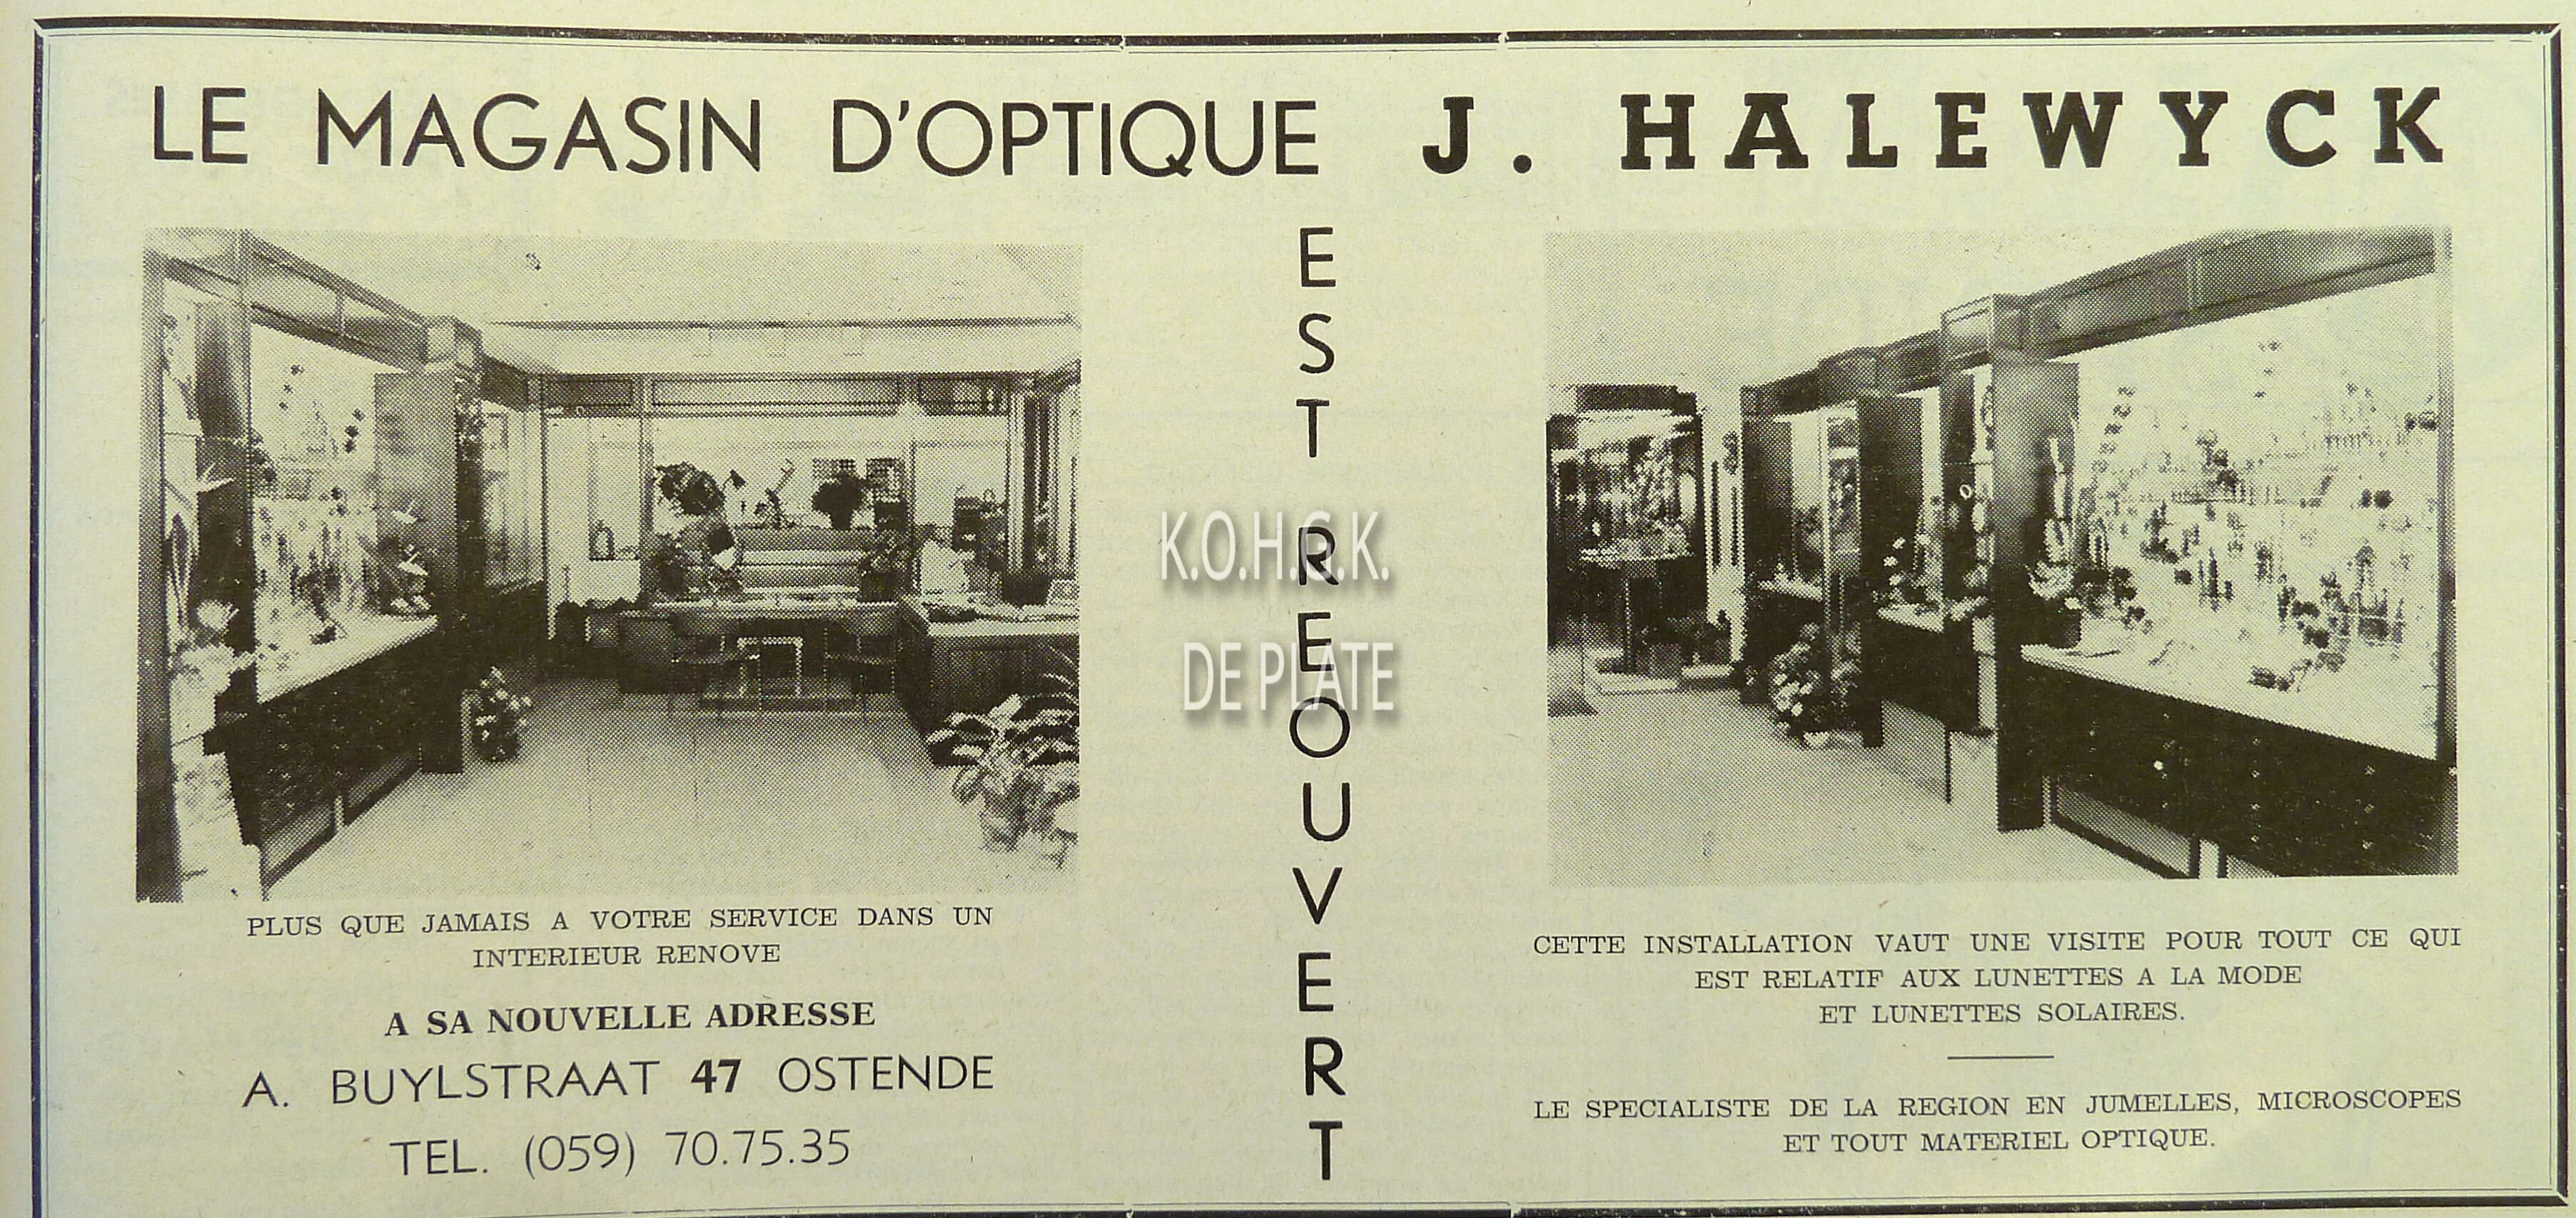 LE MAGASIN D'OPTIQUE J. HALEWYCK
EST REOUVERT
K.O.H.G.K.
DE PLATE
PLUS QUE JAMAIS A VOTRE SERVICE DANS UN
INTERIEUR RENOVE
A SA NOUVELLE ADRESSE
A. BUYLSTRAAT 47 OSTENDE
TEL. (059) 70.75.35
CETTE INSTALLATION VAUT UNE VISITE POUR TOUT CE QUI
EST RELATIF AUX LUNETTES A LA MODE
ET LUNETTES SOLAIRES.
LE SPECIALISTE DE LA REGION EN JUMELLES, MICROSCOPES
ET TOUT MATERIEL OPTIQUE.